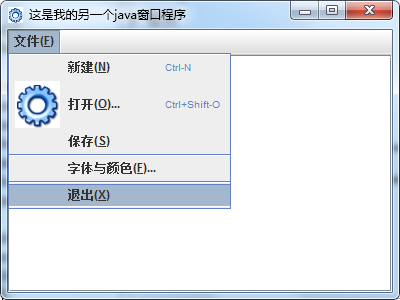 这是我的另一个java窗口程序
文件(F)
新建(N) Ctrl-N
打开(O)... Ctrl+Shift-O
保存(S)
字体与颜色(F)...
退出(X)